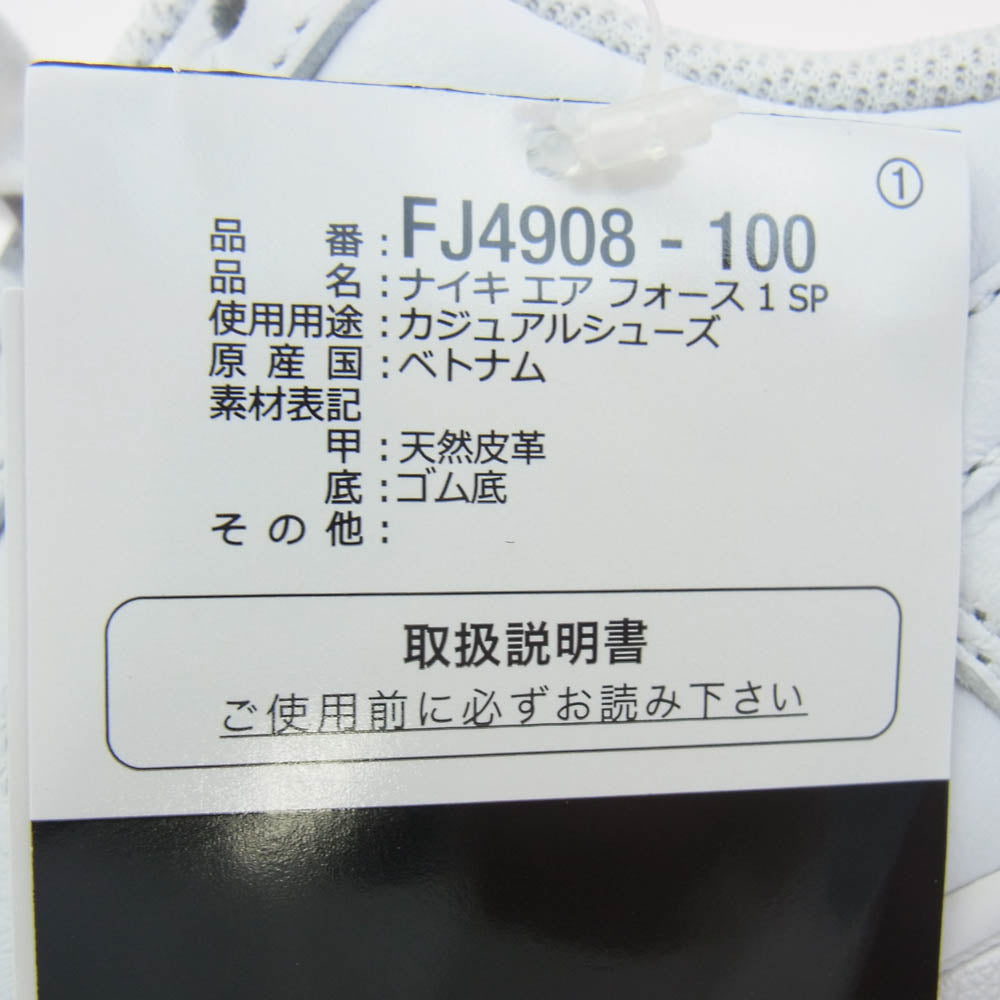 ①
品番:FJ4908 - 100
品名:ナイキ エア フォース 1 SP
使用用途:カジュアルシューズ
原産国:ベトナム
素材表記
甲:天然皮革
底:ゴム底
その他:
取扱説明書
ご使用前に必ずお読み下さい